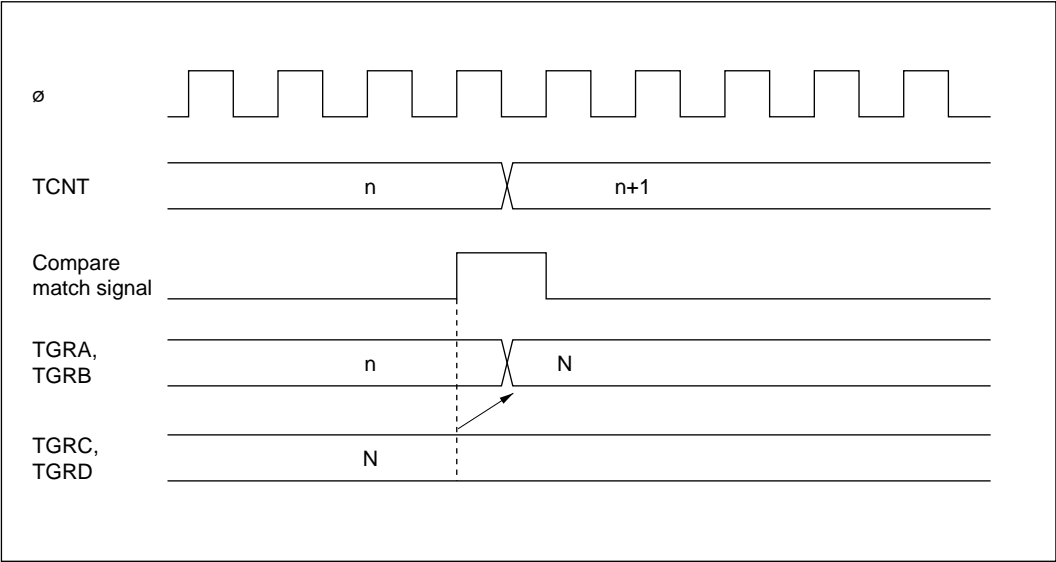 ø
TCNT n n+1
Compare
match signal
TGRA,
TGRB
n N
TGRC,
TGRD
N